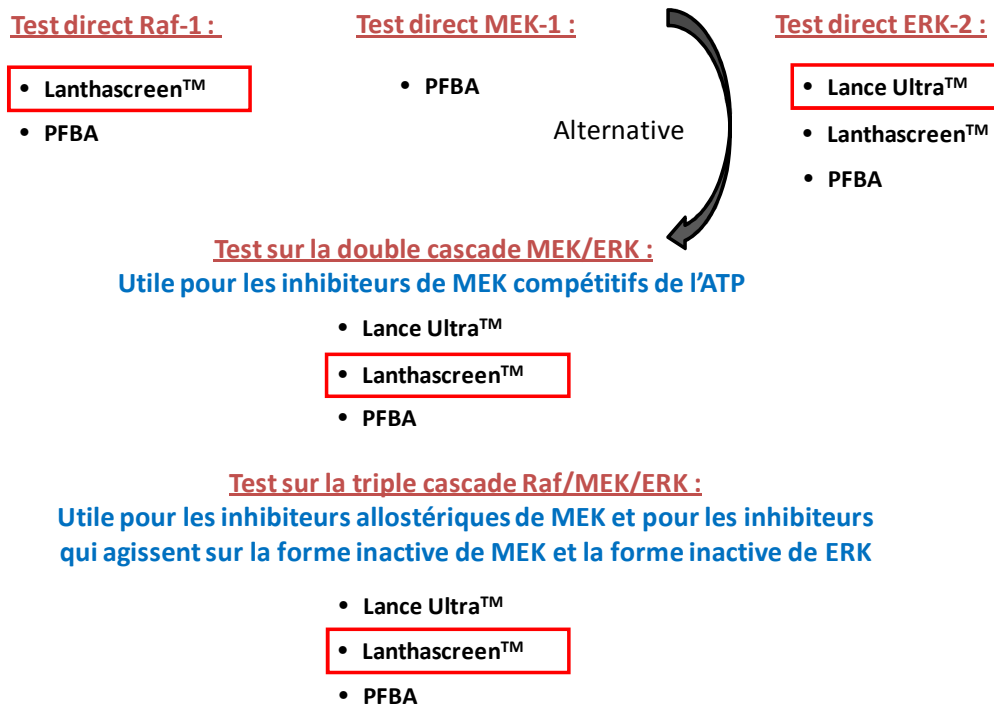 Test direct Raf-1 :
• Lanthascreen™
• PFBA
Test direct MEK-1 :
• PFBA
Alternative
Test direct ERK-2 :
• Lance Ultra™
• Lanthascreen™
• PFBA
Test sur la double cascade MEK/ERK :
Utile pour les inhibiteurs de MEK compétitifs de l’ATP
• Lance Ultra™
• Lanthascreen™
• PFBA
Test sur la triple cascade Raf/MEK/ERK :
Utile pour les inhibiteurs allostériques de MEK et pour les inhibiteurs
qui agissent sur la forme inactive de MEK et la forme inactive de ERK
• Lance Ultra™
• Lanthascreen™
• PFBA